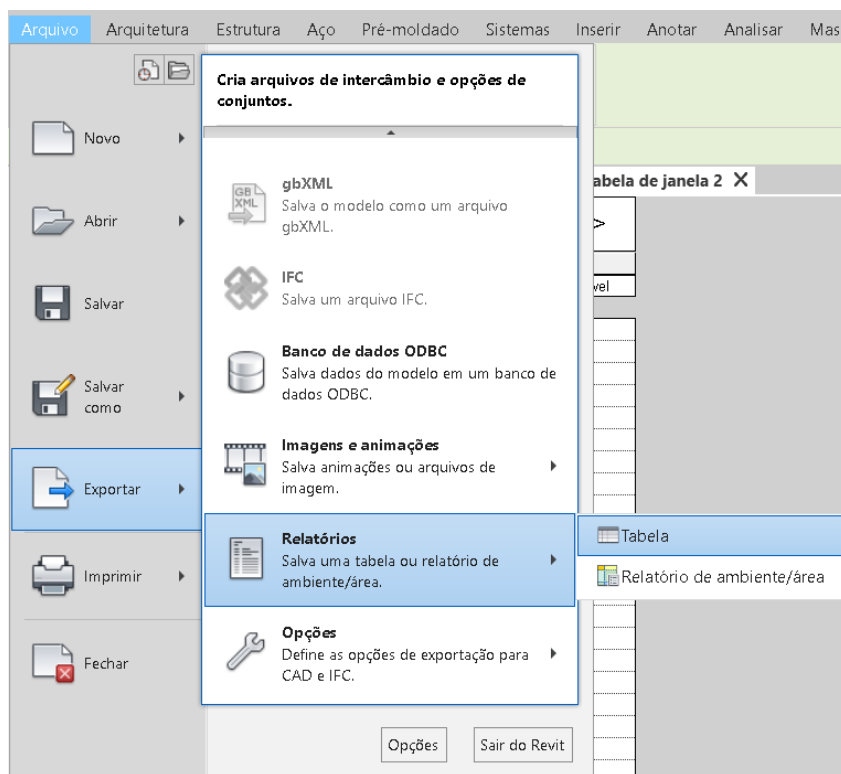 Arquivo Arquitetura Estrutura Aço Pré-moldado Sistemas Inserir Anotar Analisar Mas
Cria arquivos de intercâmbio e opções de
conjuntos.
Novo
Abrir
Salvar
Salvar
como
Exportar
Imprimir
Fechar
GB
XML
gbXML
Salva o modelo como um arquivo
gbXML.
IFC
Salva um arquivo IFC.
Banco de dados ODBC
Salva dados do modelo em um banco de
dados ODBC.
Imagens e animações
Salva animações ou arquivos de
imagem.
Relatórios
Salva uma tabela ou relatório de
ambiente/área.
Opções
Define as opções de exportação para
CAD e IFC.
Tabela
Relatório de ambiente/área
abela de janela 2 X
>
vel
Opções
Sair do Revit